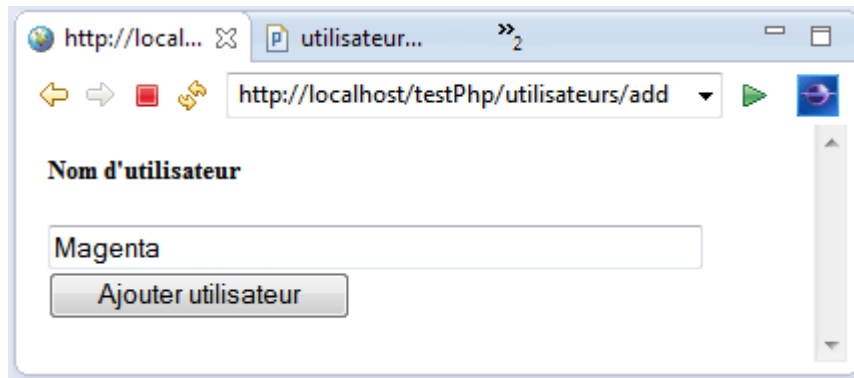 http://local... utilisateur... »2
http://localhost/testPhp/utilisateurs/add
Nom d'utilisateur
Magenta
Ajouter utilisateur